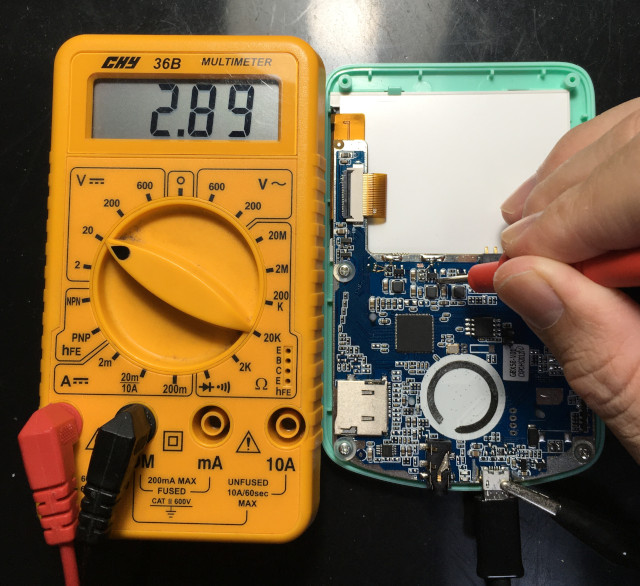 CHY 36B MULTIMETER
2.89
V 600 600 V
200 200
20 20M
2 2M
NPN 200
K
PNP 20K
hFE 2m 2K
A 20m 200m Ω
10A
E
B
C
E
hFE
mA 10A
200mA MAX
FUSED
CAT II 600V
UNFUSED
10A/60sec
MAX